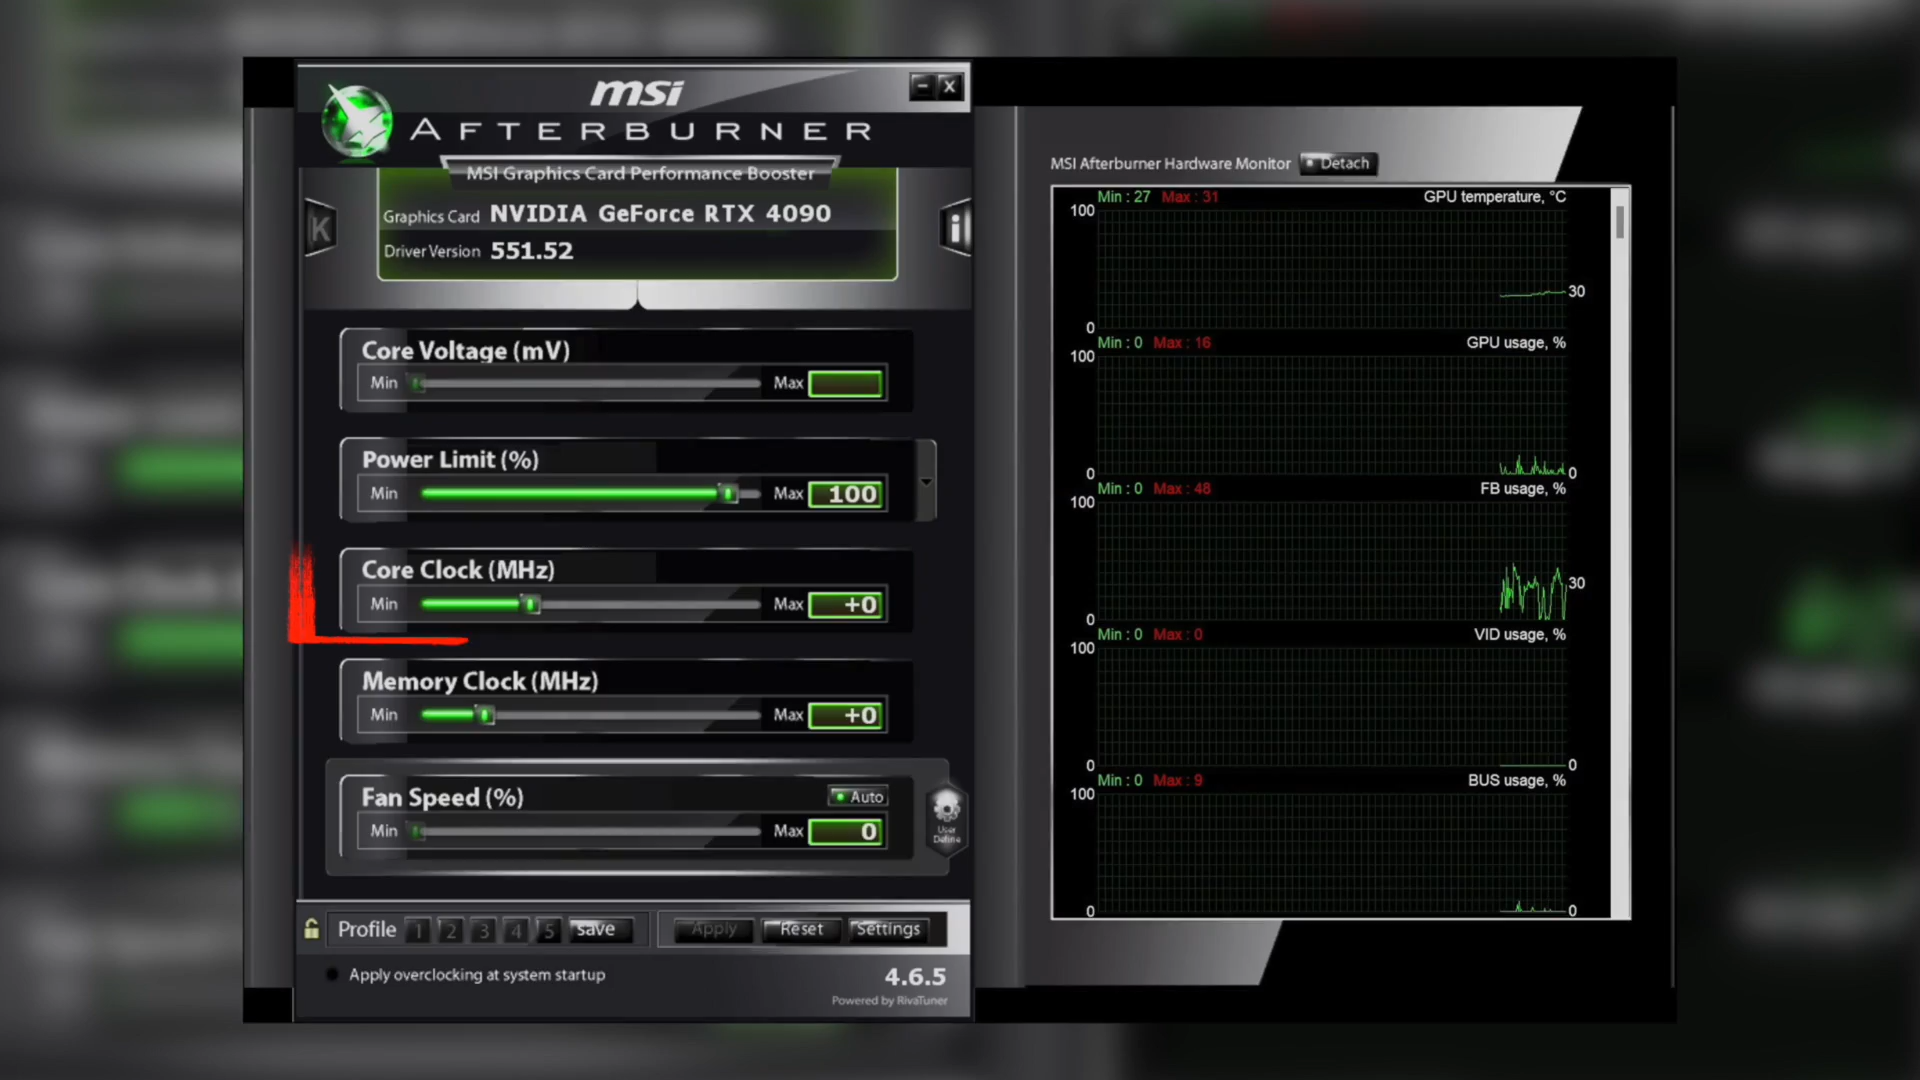 msi
AFTERBURNER
MSI Graphics Card Performance Booster
K
Graphics Card NVIDIA GeForce RTX 4090
i
Driver Version 551.52
Core Voltage (mV)
Min Max
Power Limit (%)
Min Max 100
Core Clock (MHz)
Min Max +0
Memory Clock (MHz)
Min Max +0
Fan Speed (%) Auto
Min Max 0
User
Define
Profile 1 2 3 4 5 save Apply Reset Settings
Apply overclocking at system startup 4.6.5
Powered by RivaTuner
MSI Afterburner Hardware Monitor Detach
Min : 27 Max : 31 GPU temperature, °C
100
30
0
Min : 0 Max : 16 GPU usage, %
100
0 0
Min : 0 Max : 48 FB usage, %
100
30
0
Min : 0 Max : 0 VID usage, %
100
0 0
Min : 0 Max : 9 BUS usage, %
100
0 0